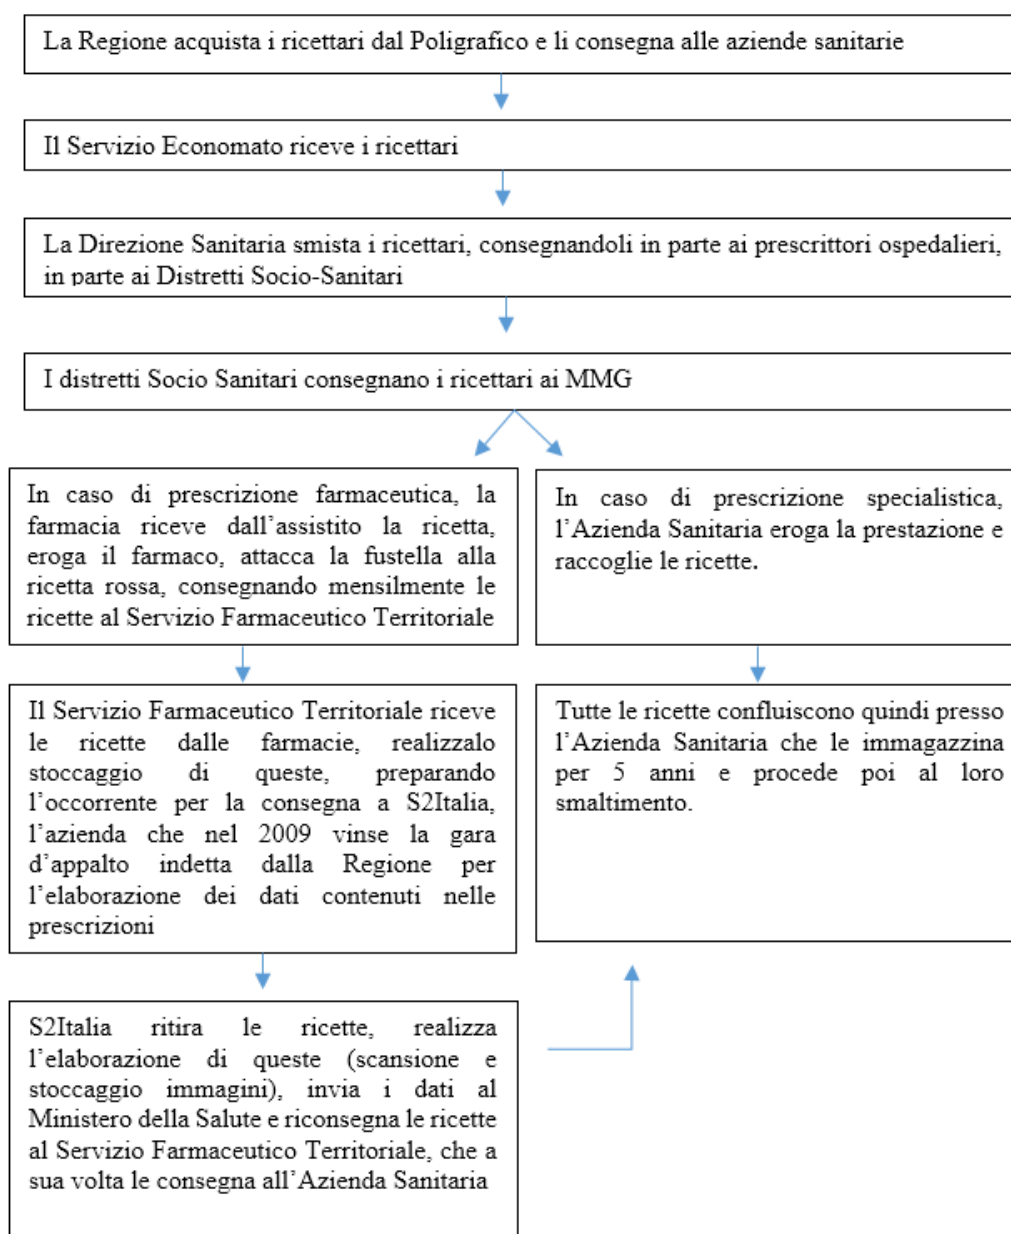 La Regione acquista i ricettari dal Poligrafico e li consegna alle aziende sanitarie
Il Servizio Economato riceve i ricettari
La Direzione Sanitaria smista i ricettari, consegnandoli in parte ai prescrittori ospedalieri,
in parte ai Distretti Socio-Sanitari
I distretti Socio Sanitari consegnano i ricettari ai MMG
In caso di prescrizione farmaceutica, la
farmacia riceve dall’assistito la ricetta,
eroga il farmaco, attacca la fustella alla
ricetta rossa, consegnando mensilmente le
ricette al Servizio Farmaceutico Territoriale
In caso di prescrizione specialistica,
l’Azienda Sanitaria eroga la prestazione e
raccoglie le ricette.
Il Servizio Farmaceutico Territoriale riceve
le ricette dalle farmacie, realizzalo
stoccaggio di queste, preparando
l’occorrente per la consegna a S2Italia,
l’azienda che nel 2009 vinse la gara
d’appalto indetta dalla Regione per
l’elaborazione dei dati contenuti nelle
prescrizioni
Tutte le ricette confluiscono quindi presso
l’Azienda Sanitaria che le immagazzina
per 5 anni e procede poi al loro
smaltimento.
S2Italia ritira le ricette, realizza
l’elaborazione di queste (scansione e
stoccaggio immagini), invia i dati al
Ministero della Salute e riconsegna le ricette
al Servizio Farmaceutico Territoriale, che a
sua volta le consegna all’Azienda Sanitaria